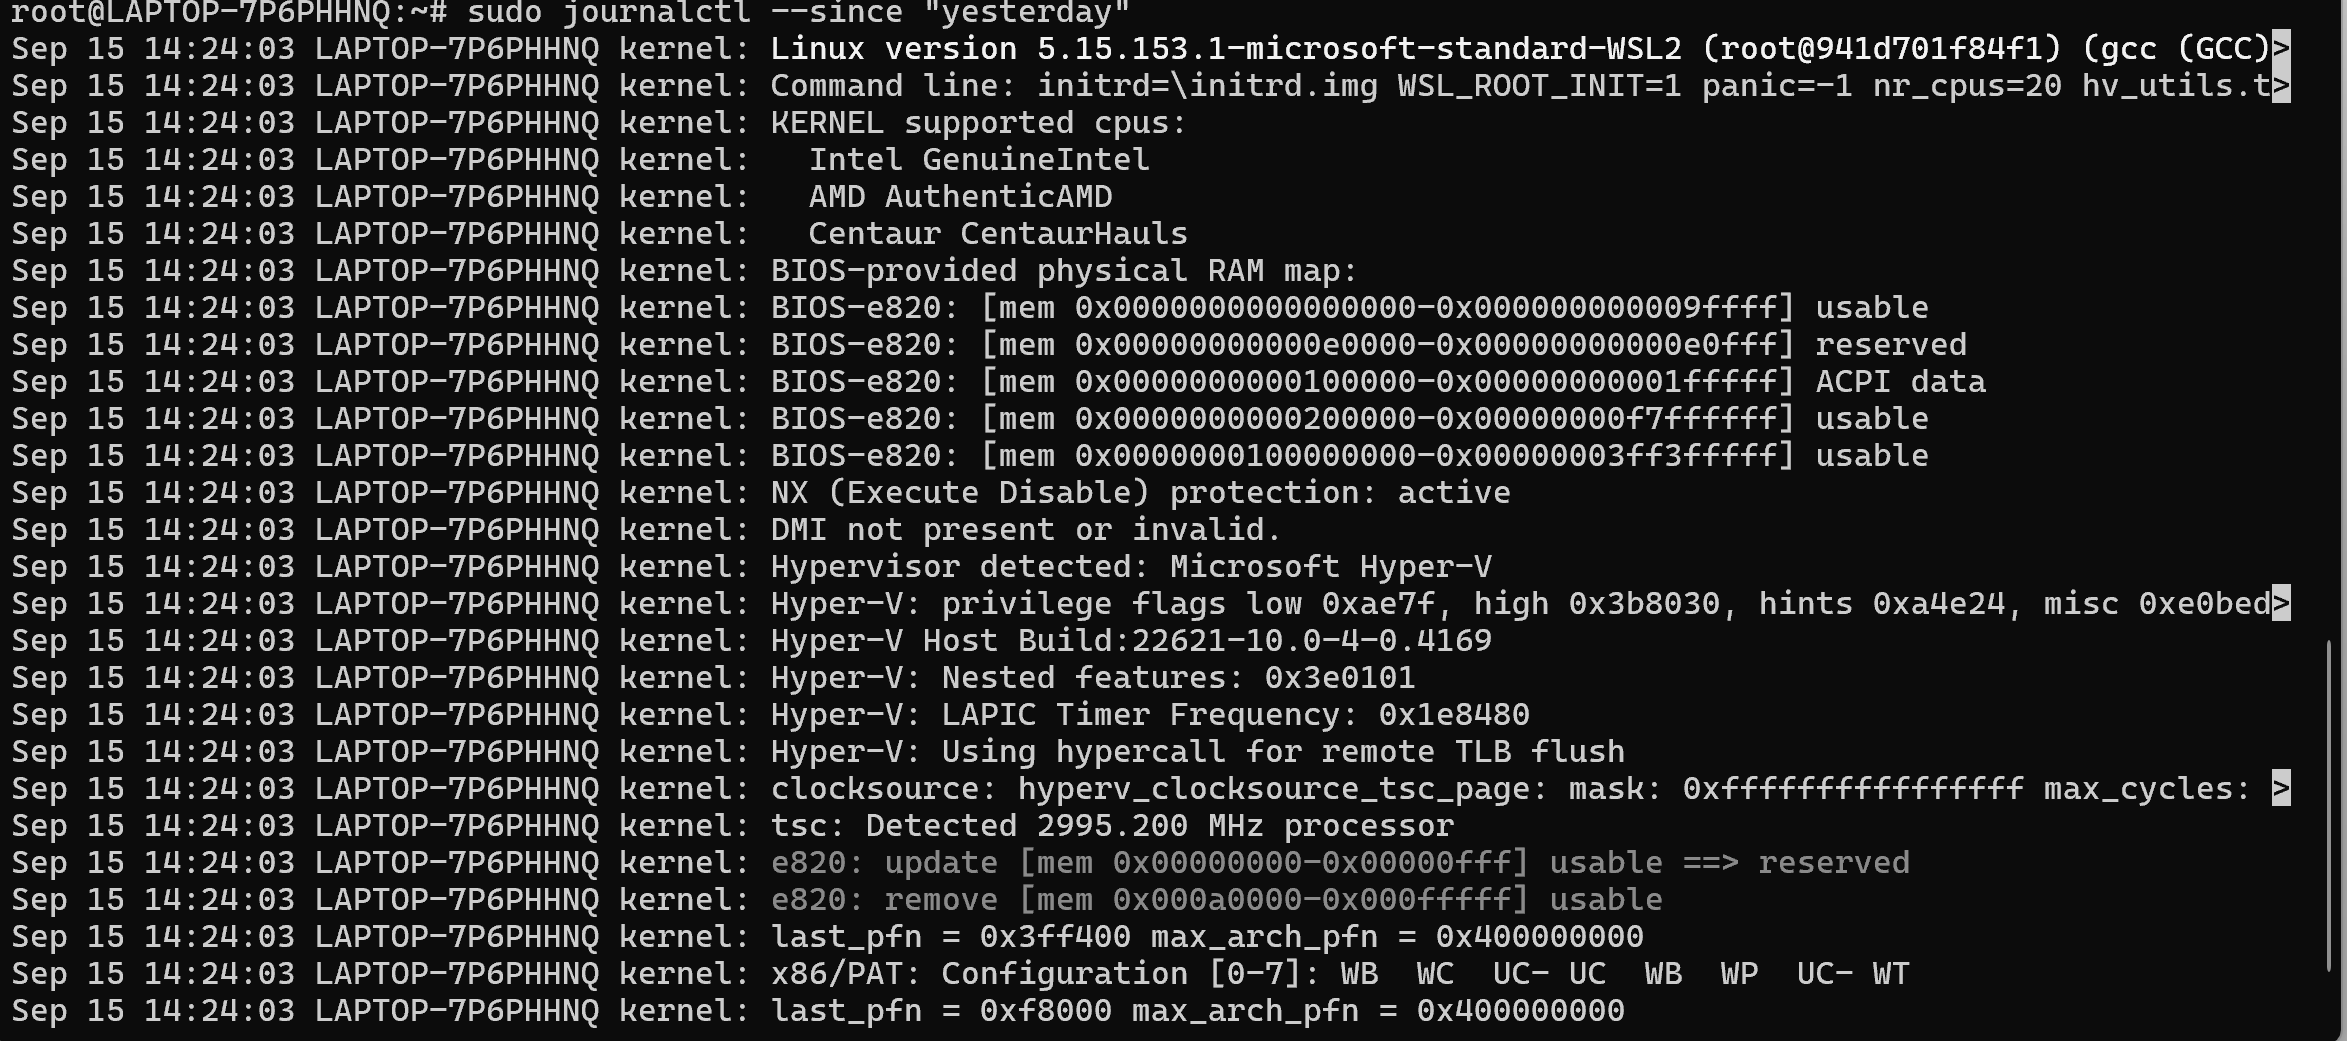 root@LAPTOP-7P6PHHNQ:~# sudo journalctl --since "yesterday"
Sep 15 14:24:03 LAPTOP-7P6PHHNQ kernel: Linux version 5.15.153.1-microsoft-standard-WSL2 (root@941d701f84f1) (gcc (GCC)>
Sep 15 14:24:03 LAPTOP-7P6PHHNQ kernel: Command line: initrd=\initrd.img WSL_ROOT_INIT=1 panic=-1 nr_cpus=20 hv_utils.t>
Sep 15 14:24:03 LAPTOP-7P6PHHNQ kernel: KERNEL supported cpus:
Sep 15 14:24:03 LAPTOP-7P6PHHNQ kernel:   Intel GenuineIntel
Sep 15 14:24:03 LAPTOP-7P6PHHNQ kernel:   AMD AuthenticAMD
Sep 15 14:24:03 LAPTOP-7P6PHHNQ kernel:   Centaur CentaurHauls
Sep 15 14:24:03 LAPTOP-7P6PHHNQ kernel: BIOS-provided physical RAM map:
Sep 15 14:24:03 LAPTOP-7P6PHHNQ kernel: BIOS-e820: [mem 0x0000000000000000-0x000000000009ffff] usable
Sep 15 14:24:03 LAPTOP-7P6PHHNQ kernel: BIOS-e820: [mem 0x00000000000e0000-0x00000000000e0fff] reserved
Sep 15 14:24:03 LAPTOP-7P6PHHNQ kernel: BIOS-e820: [mem 0x0000000000100000-0x00000000001fffff] ACPI data
Sep 15 14:24:03 LAPTOP-7P6PHHNQ kernel: BIOS-e820: [mem 0x0000000000200000-0x00000000f7ffffff] usable
Sep 15 14:24:03 LAPTOP-7P6PHHNQ kernel: BIOS-e820: [mem 0x0000000100000000-0x00000003ff3fffff] usable
Sep 15 14:24:03 LAPTOP-7P6PHHNQ kernel: NX (Execute Disable) protection: active
Sep 15 14:24:03 LAPTOP-7P6PHHNQ kernel: DMI not present or invalid.
Sep 15 14:24:03 LAPTOP-7P6PHHNQ kernel: Hypervisor detected: Microsoft Hyper-V
Sep 15 14:24:03 LAPTOP-7P6PHHNQ kernel: Hyper-V: privilege flags low 0xae7f, high 0x3b8030, hints 0xa4e24, misc 0xe0bed>
Sep 15 14:24:03 LAPTOP-7P6PHHNQ kernel: Hyper-V Host Build:22621-10.0-4-0.4169
Sep 15 14:24:03 LAPTOP-7P6PHHNQ kernel: Hyper-V: Nested features: 0x3e0101
Sep 15 14:24:03 LAPTOP-7P6PHHNQ kernel: Hyper-V: LAPIC Timer Frequency: 0x1e8480
Sep 15 14:24:03 LAPTOP-7P6PHHNQ kernel: Hyper-V: Using hypercall for remote TLB flush
Sep 15 14:24:03 LAPTOP-7P6PHHNQ kernel: clocksource: hyperv_clocksource_tsc_page: mask: 0xffffffffffffffff max_cycles: >
Sep 15 14:24:03 LAPTOP-7P6PHHNQ kernel: tsc: Detected 2995.200 MHz processor
Sep 15 14:24:03 LAPTOP-7P6PHHNQ kernel: e820: update [mem 0x00000000-0x00000fff] usable ==> reserved
Sep 15 14:24:03 LAPTOP-7P6PHHNQ kernel: e820: remove [mem 0x000a0000-0x000fffff] usable
Sep 15 14:24:03 LAPTOP-7P6PHHNQ kernel: last_pfn = 0x3ff400 max_arch_pfn = 0x400000000
Sep 15 14:24:03 LAPTOP-7P6PHHNQ kernel: x86/PAT: Configuration [0-7]: WB  WC  UC- UC  WB  WP  UC- WT
Sep 15 14:24:03 LAPTOP-7P6PHHNQ kernel: last_pfn = 0xf8000 max_arch_pfn = 0x400000000